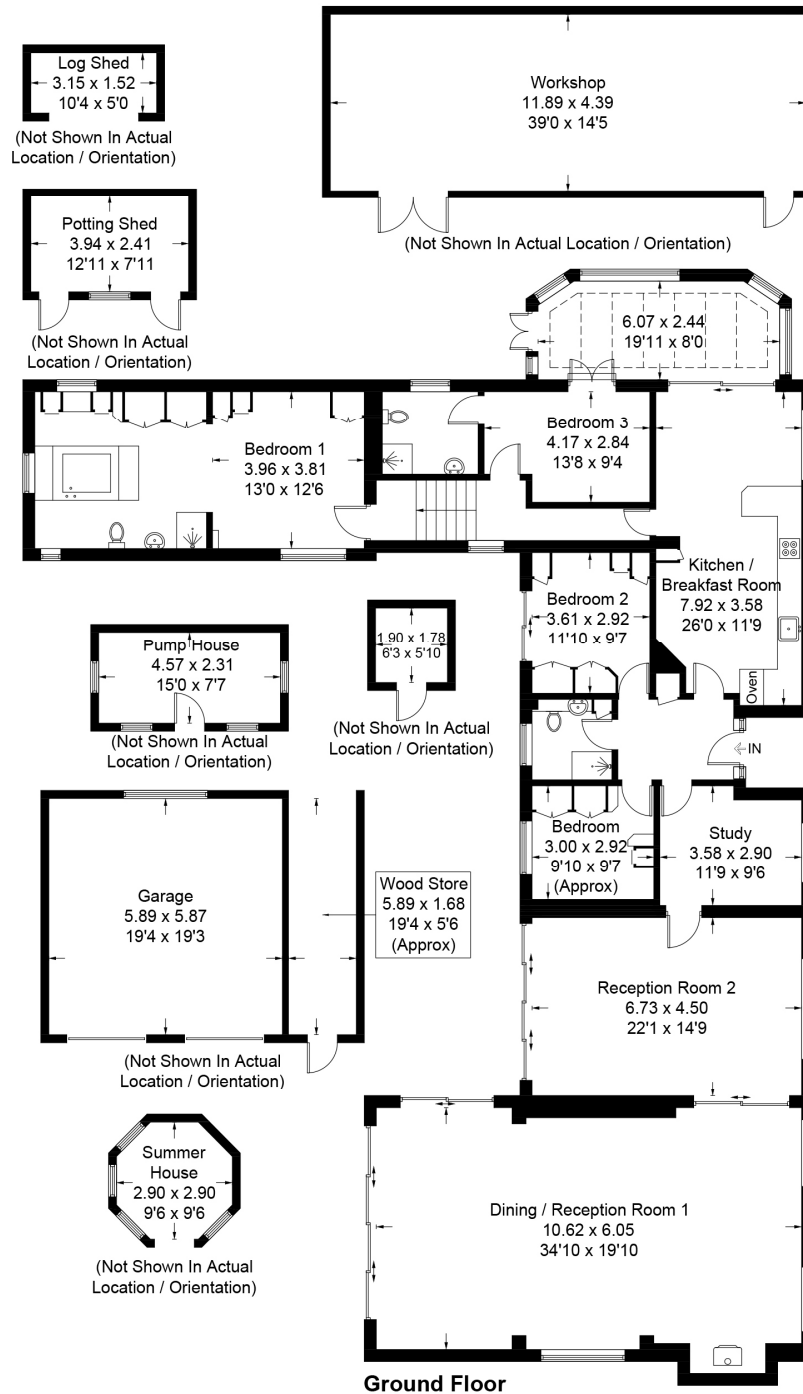 Log Shed
3.15 x 1.52
10'4 x 5'0
(Not Shown In Actual
Location / Orientation)
Workshop
11.89 x 4.39
39'0 x 14'5
(Not Shown In Actual Location / Orientation)
Potting Shed
3.94 x 2.41
12'11 x 7'11
(Not Shown In Actual
Location / Orientation)
6.07 x 2.44
19'11 x 8'0
Bedroom 1
3.96 x 3.81
13'0 x 12'6
Bedroom 3
4.17 x 2.84
13'8 x 9'4
Kitchen /
Breakfast Room
7.92 x 3.58
26'0 x 11'9
Oven
Bedroom 2
3.61 x 2.92
11'10 x 9'7
Pump House
4.57 x 2.31
15'0 x 7'7
(Not Shown In Actual
Location / Orientation)
1.90 x 1.78
6'3 x 5'10
(Not Shown In Actual
Location / Orientation)
IN
Bedroom
3.00 x 2.92
9'10 x 9'7
(Approx)
Study
3.58 x 2.90
11'9 x 9'6
Garage
5.89 x 5.87
19'4 x 19'3
(Not Shown In Actual
Location / Orientation)
Wood Store
5.89 x 1.68
19'4 x 5'6
(Approx)
Reception Room 2
6.73 x 4.50
22'1 x 14'9
Summer
House
2.90 x 2.90
9'6 x 9'6
(Not Shown In Actual
Location / Orientation)
Dining / Reception Room 1
10.62 x 6.05
34'10 x 19'10
Ground Floor